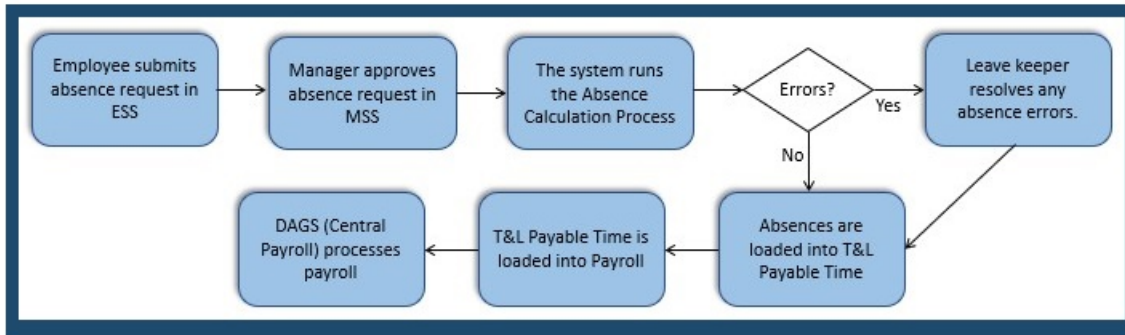 Employee submits
absence request in
ESS
Manager approves
absence request in
MSS
The system runs
the Absence
Calculation Process
Errors?
Yes
No
Leave keeper
resolves any
absence errors.
Absences are
loaded into T&L
Payable Time
T&L Payable Time is
loaded into Payroll
DAGS (Central
Payroll) processes
payroll